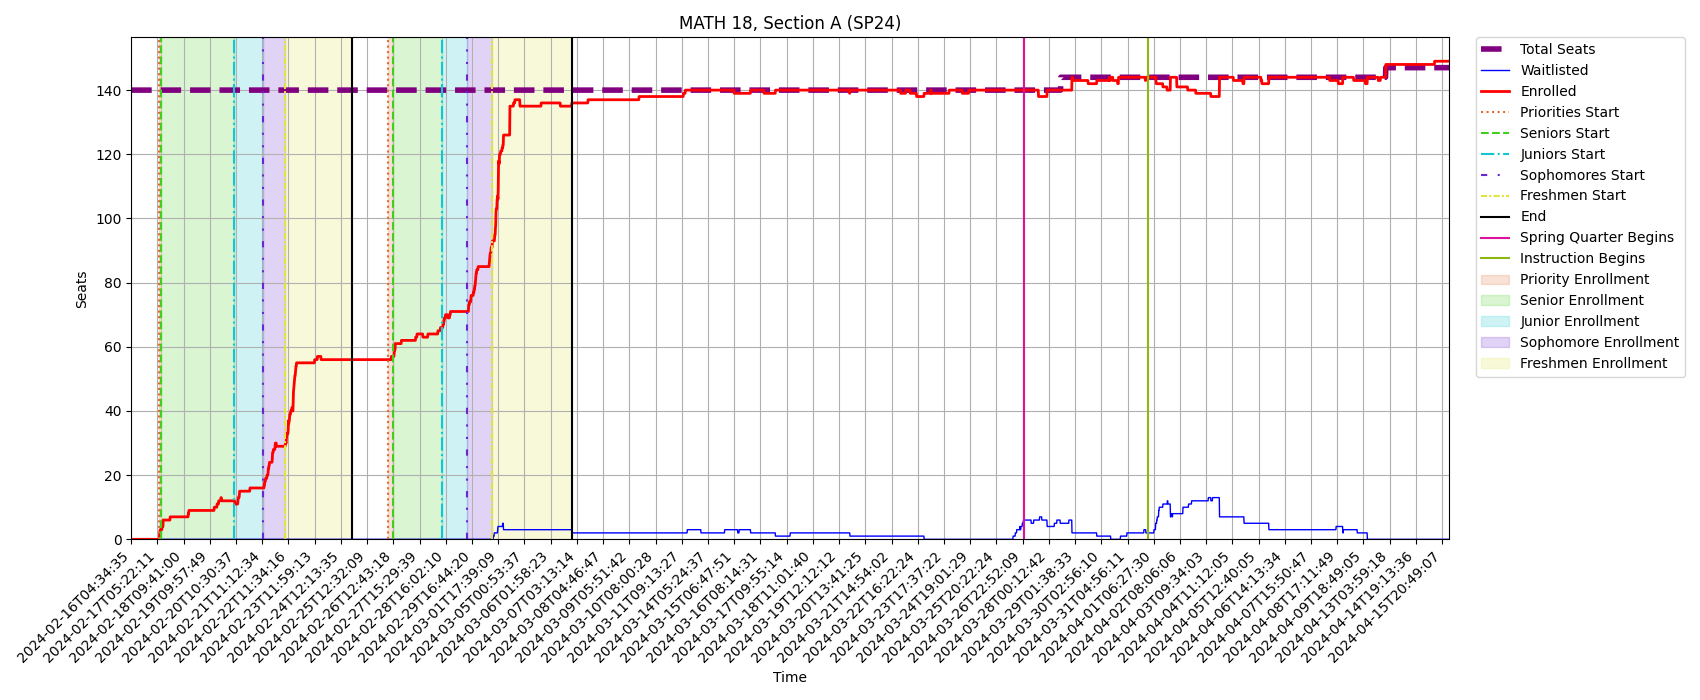 MATH 18, Section A (SP24)
Seats
140
120
100
80
60
40
20
0
2024-02-16T04:34:35
2024-02-17T05:22:11
2024-02-18T09:41:00
2024-02-19T09:57:49
2024-02-20T10:30:37
2024-02-21T11:12:34
2024-02-22T11:34:16
2024-02-23T11:59:13
2024-02-24T12:13:35
2024-02-25T12:32:09
2024-02-26T12:43:18
2024-02-27T15:29:39
2024-02-28T16:02:10
2024-02-29T16:44:20
2024-03-01T17:39:09
2024-03-05T00:53:37
2024-03-06T01:58:23
2024-03-07T03:13:14
2024-03-08T04:46:47
2024-03-09T05:51:42
2024-03-10T08:00:28
2024-03-11T09:13:27
2024-03-14T05:24:37
2024-03-15T06:47:51
2024-03-16T08:14:31
2024-03-17T09:55:14
2024-03-18T11:01:40
2024-03-19T12:12:12
2024-03-20T13:41:25
2024-03-21T14:54:02
2024-03-22T16:22:24
2024-03-23T17:37:22
2024-03-24T19:01:29
2024-03-25T20:22:24
2024-03-26T22:52:09
2024-03-28T00:12:42
2024-03-29T01:38:33
2024-03-30T02:56:10
2024-03-31T04:56:11
2024-04-01T06:27:30
2024-04-02T08:06:06
2024-04-03T09:34:03
2024-04-04T11:12:05
2024-04-05T12:40:05
2024-04-06T14:13:34
2024-04-07T15:50:47
2024-04-08T17:11:49
2024-04-09T18:49:05
2024-04-13T03:59:18
2024-04-14T19:13:36
2024-04-15T20:49:07
Time
Total Seats
Waitlisted
Enrolled
Priorities Start
Seniors Start
Juniors Start
Sophomores Start
Freshmen Start
End
Spring Quarter Begins
Instruction Begins
Priority Enrollment
Senior Enrollment
Junior Enrollment
Sophomore Enrollment
Freshmen Enrollment